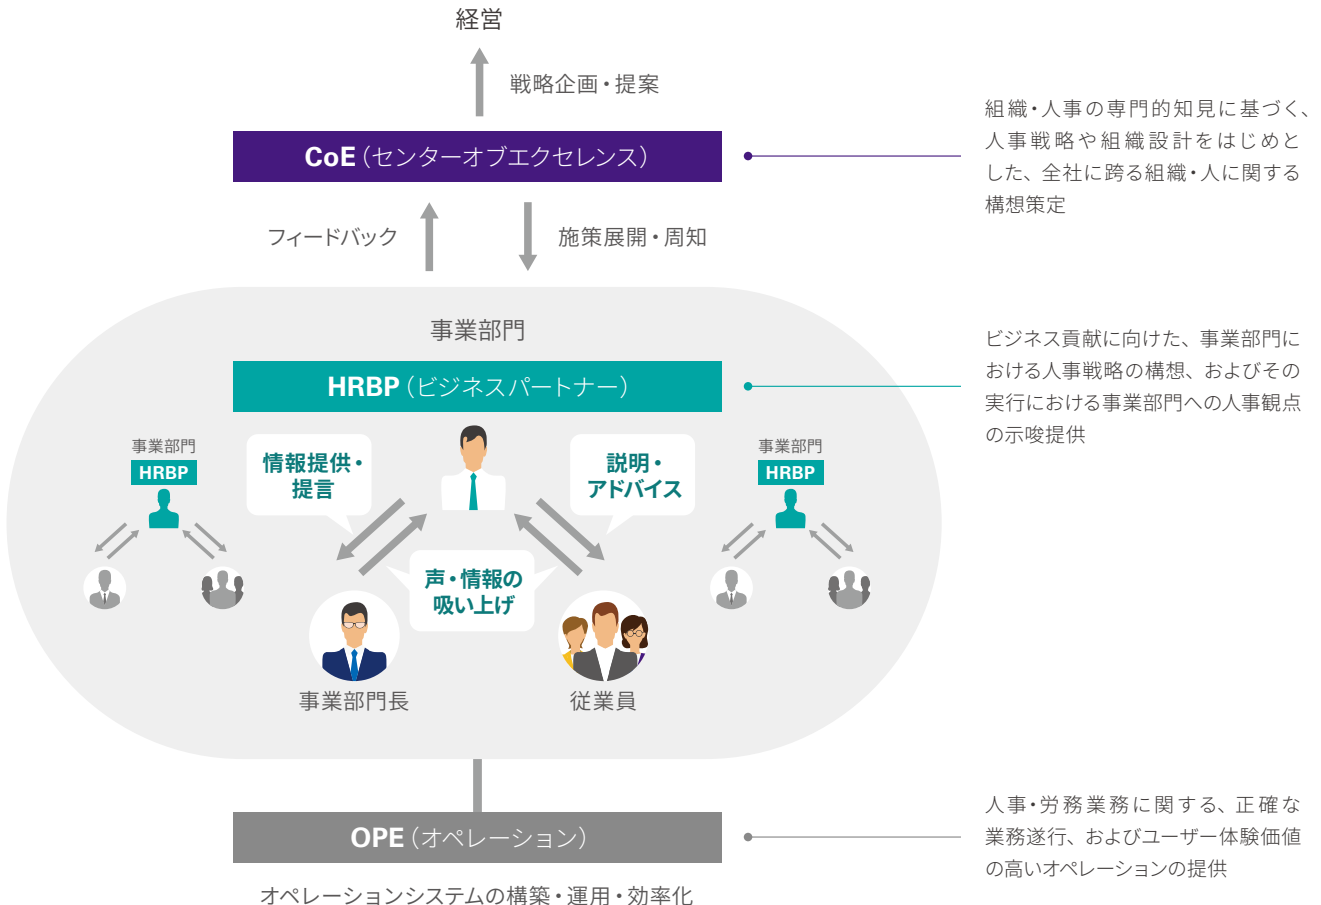 経営
戦略企画・提案
CoE（センターオブエクセレンス）
組織・人事の専門的知見に基づく、
人事戦略や組織設計をはじめと
した、全社に跨る組織・人に関する
構想策定
フィードバック
施策展開・周知
事業部門
HRBP（ビジネスパートナー）
ビジネス貢献に向けた、事業部門に
おける人事戦略の構想、およびその
実行における事業部門への人事観点
の示唆提供
事業部門
HRBP
情報提供・
提言
説明・
アドバイス
事業部門
HRBP
声・情報の
吸い上げ
事業部門長
従業員
OPE（オペレーション）
人事・労務業務に関する、正確な
業務遂行、およびユーザー体験価値
の高いオペレーションの提供
オペレーションシステムの構築・運用・効率化